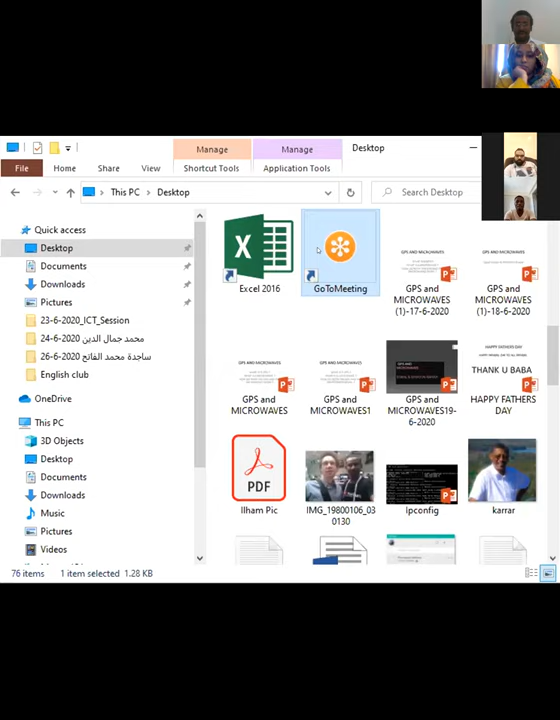 Manage
Manage
Desktop
File
Home
Share
View
Shortcut Tools
Application Tools
This PC
Desktop
Search Desktop
Quick access
Desktop
Documents
Downloads
Pictures
23-6-2020_ICT_Session
24-6-2020 محمد جمال الدين
26-6-2020 ساجدة محمد الفاتح
English club
OneDrive
This PC
3D Objects
Desktop
Documents
Downloads
Music
Pictures
Videos
Excel 2016
GoToMeeting
GPS and
MICROWAVES
(1)-17-6-2020
GPS and
MICROWAVES
(1)-18-6-2020
GPS and
MICROWAVES
GPS and
MICROWAVES1
GPS and
MICROWAVES19-
6-2020
HAPPY FATHERS DAY
THANK U BABA
HAPPY FATHERS
DAY
PDF
Ilham Pic
IMG_19800106_03
0130
Ipconfig
karrar
76 items
1 item selected
1.28 KB